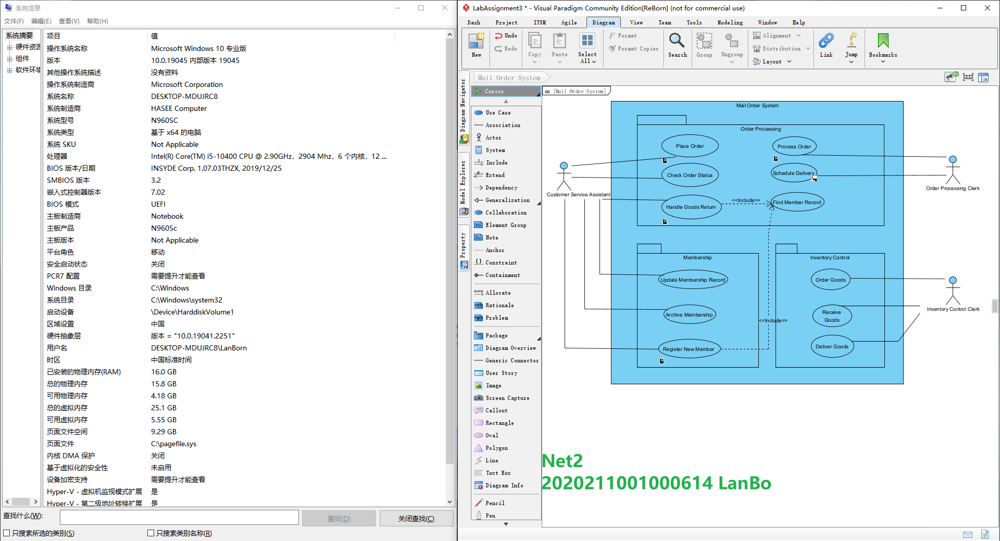 系统信息
文件(F) 编辑(E) 查看(V) 帮助(H)
系统摘要
硬件资源
组件
软件环境
项目 值
操作系统名称 Microsoft Windows 10 专业版
版本 10.0.19045 内部版本 19045
其他操作系统描述 没有资料
操作系统制造商 Microsoft Corporation
系统名称 DESKTOP-MDUJRC8
系统制造商 HASEE Computer
系统型号 N960SC
系统类型 基于 x64 的电脑
系统 SKU Not Applicable
处理器 Intel(R) Core(TM) i5-10400 CPU @ 2.90GHz，2904 Mhz，6 个内核，12 ...
BIOS 版本/日期 INSYDE Corp. 1.07.03THZX, 2019/12/25
SMBIOS 版本 3.2
嵌入式控制器版本 7.02
BIOS 模式 UEFI
主板制造商 Notebook
主板产品 N960Sc
主板版本 Not Applicable
平台角色 移动
安全启动状态 关闭
PCR7 配置 需要提升才能查看
Windows 目录 C:\Windows
系统目录 C:\Windows\system32
启动设备 \Device\HarddiskVolume1
区域设置 中国
硬件抽象层 版本 = "10.0.19041.2251"
用户名 DESKTOP-MDUJRC8\LanBorn
时区 中国标准时间
已安装的物理内存(RAM) 16.0 GB
总的物理内存 15.8 GB
可用物理内存 4.18 GB
总的虚拟内存 25.1 GB
可用虚拟内存 5.55 GB
页面文件空间 9.29 GB
页面文件 C:\pagefile.sys
内核 DMA 保护 关闭
基于虚拟化的安全性 未启用
设备加密支持 需要提升才能查看
Hyper-V - 虚拟机监视模式扩展 是
Hyper-V - 第二级地址转换扩展 是
查找什么(W):
查找(D)
关闭查找(C)
只搜索所选的类别(S)
只搜索类别名称(R)
LabAssignment3 * - Visual Paradigm Community Edition[ReBorn] (not for commercial use)
Dash Project ITSM Agile Diagram View Team Tools Modeling Window Help
New
Undo
Redo
Copy
Paste
Select
All
Format
Format Copier
Search
Group
Ungroup
Alignment
Distribution
Layout
Link
Jump
Bookmarks
Mail Order System
9+
Diagram Navigator
Model Explorer
Property
Cursor
Use Case
Association
Actor
System
Include
Extend
Dependency
Generalization
Collaboration
Element Group
Note
Anchor
Constraint
Containment
Allocate
Rationale
Problem
Package
Diagram Overview
Generic Connector
User Story
Image
Screen Capture
Callout
Rectangle
Oval
Polygon
Line
Text Box
Diagram Info
Pencil
Pen
uc [Mail Order System]
Mail Order System
Order Processing
Place Order
Process Order
Check Order Status
Schedule Delivery
Handle Goods Return
<<Include>>
Find Member Record
Customer Service Assistant
Order Processing Clerk
Membership
Update Membership Record
Archive Membership
Register New Member
<<Include>>
Inventory Control
Order Goods
Receive
Goods
Deliver Goods
Inventory Control Clerk
Net2
2020211001000614 LanBo